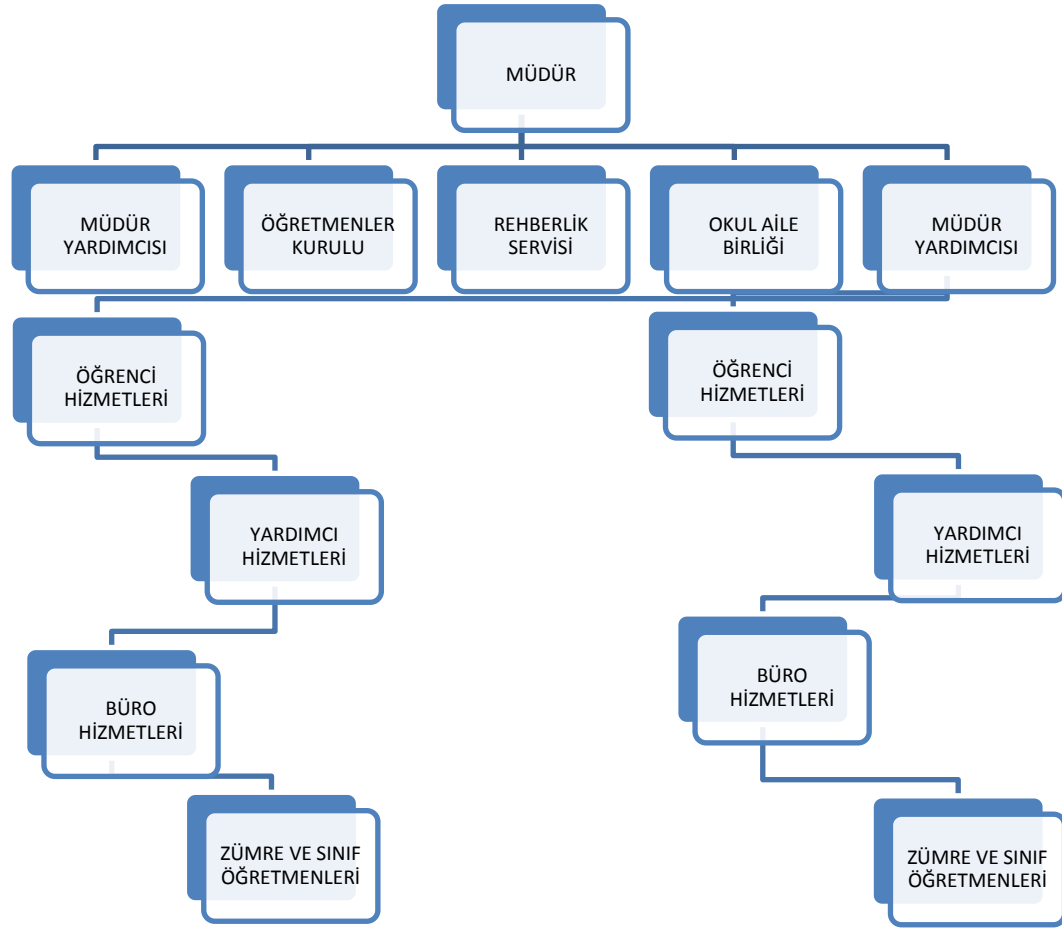 MÜDÜR
MÜDÜR
YARDIMCISI
ÖĞRETMENLER
KURULU
REHBERLİK
SERVİSİ
OKUL AİLE
BİRLİĞİ
MÜDÜR
YARDIMCISI
ÖĞRENCİ
HİZMETLERİ
ÖĞRENCİ
HİZMETLERİ
YARDIMCI
HİZMETLERİ
YARDIMCI
HİZMETLERİ
BÜRO
HİZMETLERİ
BÜRO
HİZMETLERİ
ZÜMRE VE SINIF
ÖĞRETMENLERİ
ZÜMRE VE SINIF
ÖĞRETMENLERİ